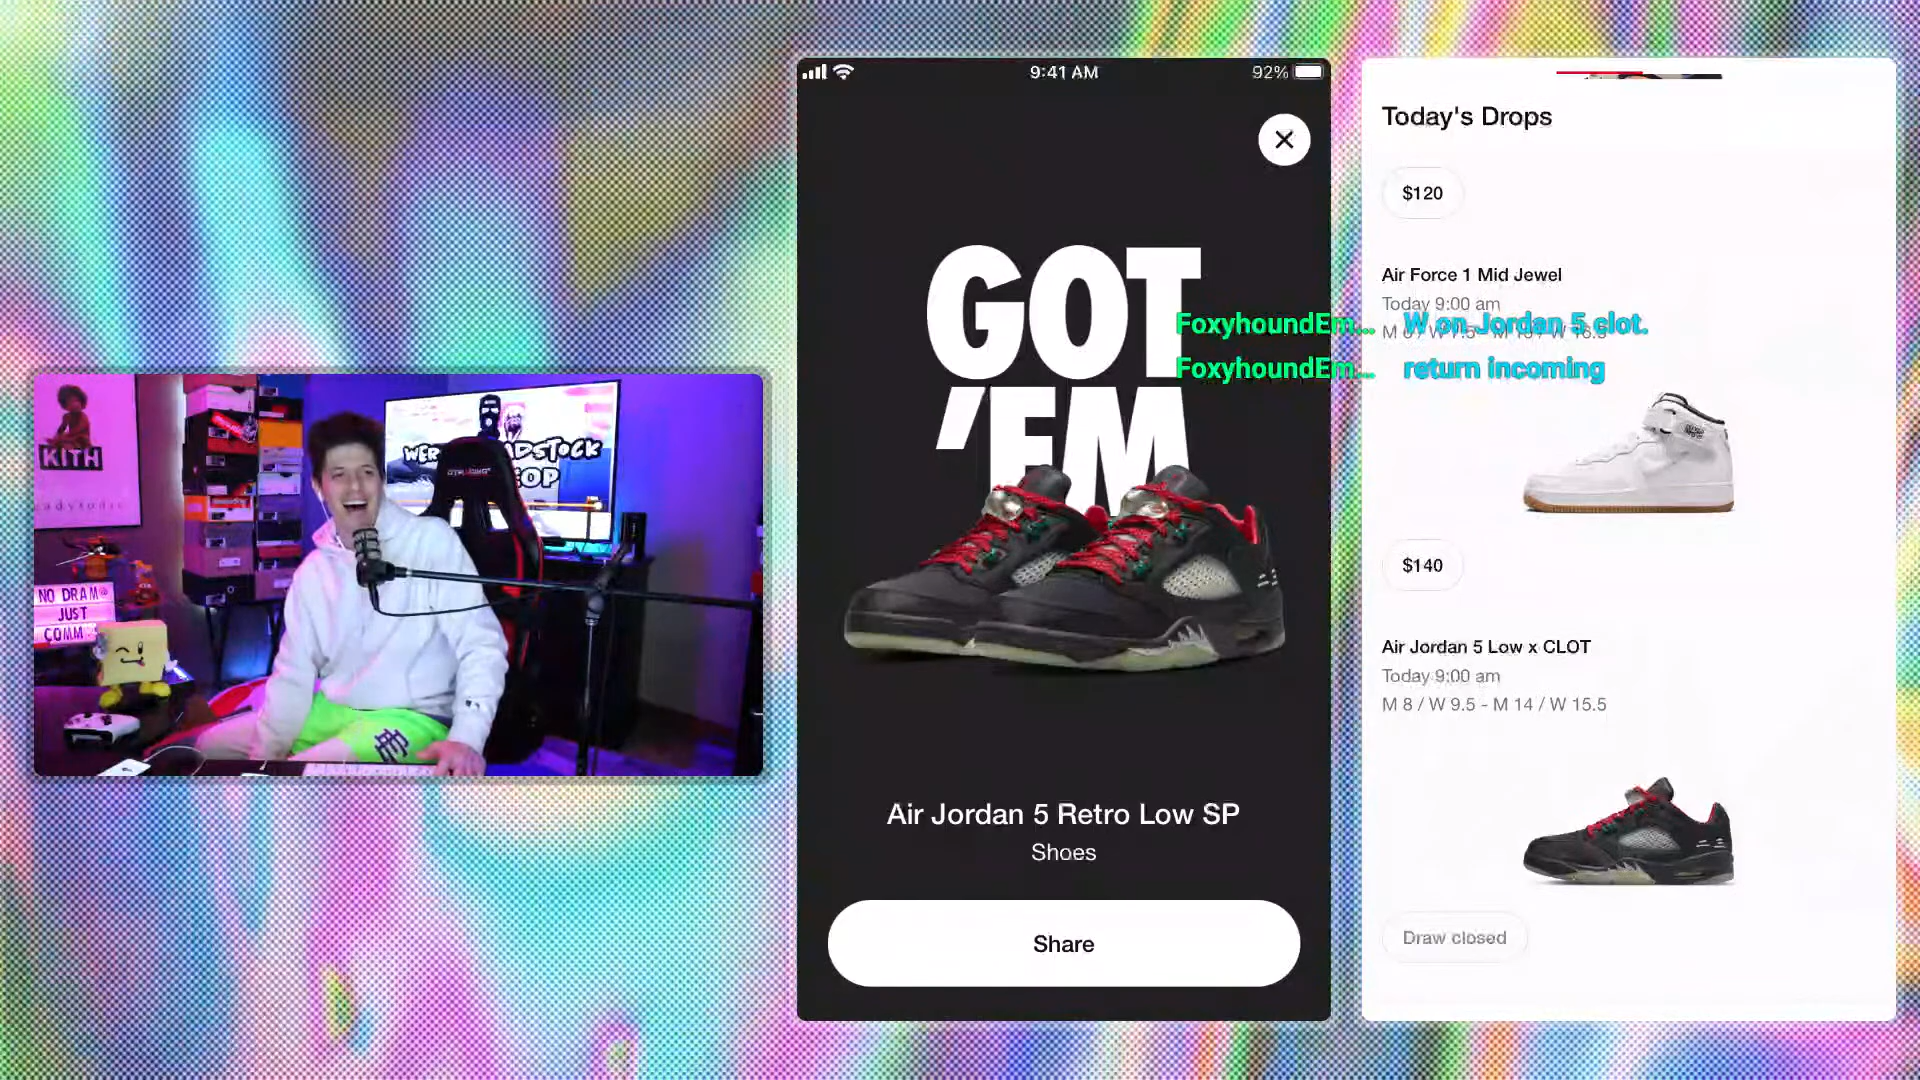 9:41 AM
92%
GOT
'EM
Air Jordan 5 Retro Low SP
Shoes
Share
Today's Drops
$120
Air Force 1 Mid Jewel
Today 9:00 am
FoxyhoundEm... W on Jordan 5 clot.
FoxyhoundEm... return incoming
$140
Air Jordan 5 Low x CLOT
Today 9:00 am
M 8 / W 9.5 - M 14 / W 15.5
Draw closed
KITH
NO DRAM
JUST
COMM